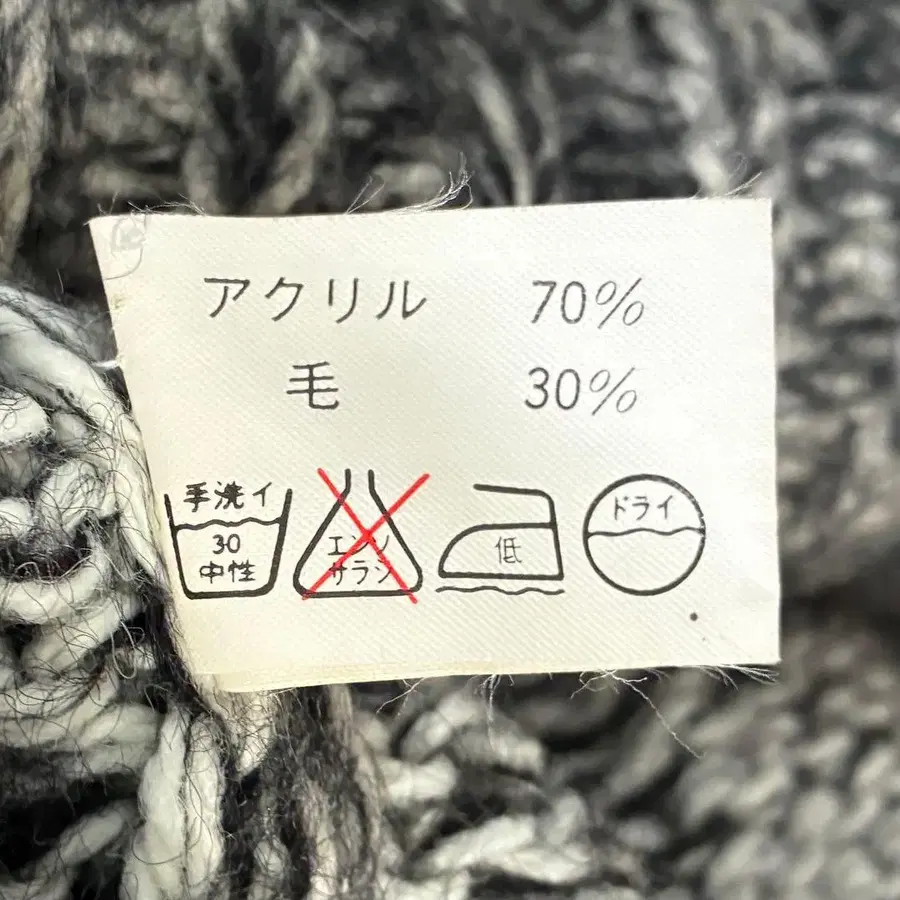 アクリル 70%
毛 30%
手洗イ
30
中性
エンソ
サラシ
低
ドライ